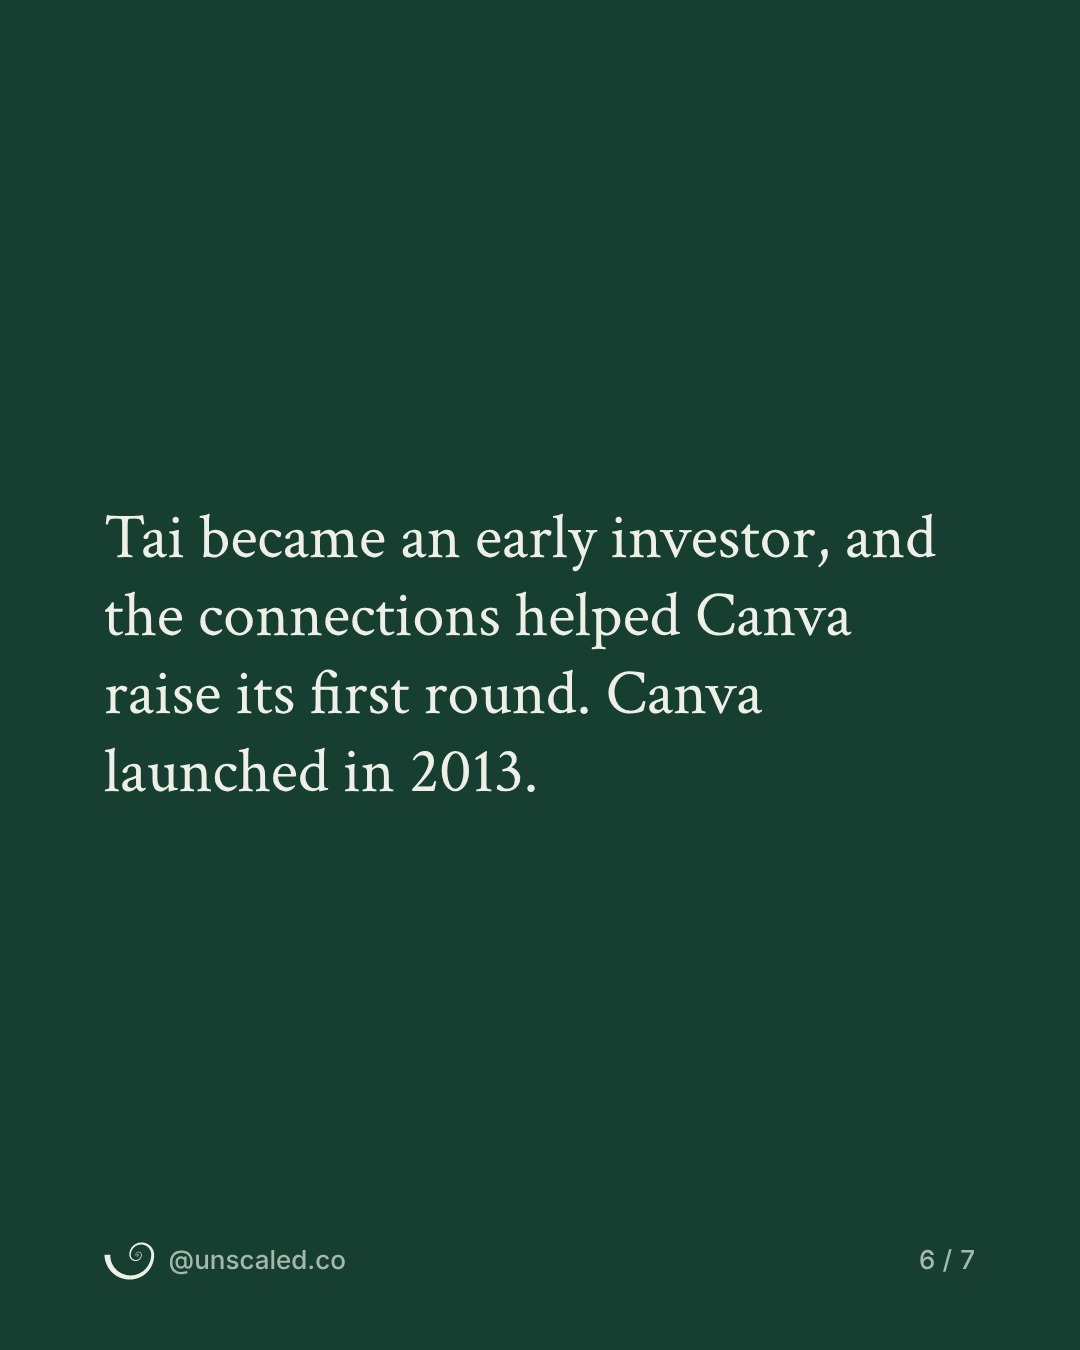 Tai became an early investor, and
the connections helped Canva
raise its first round. Canva
launched in 2013.
@unscaled.co
6 / 7